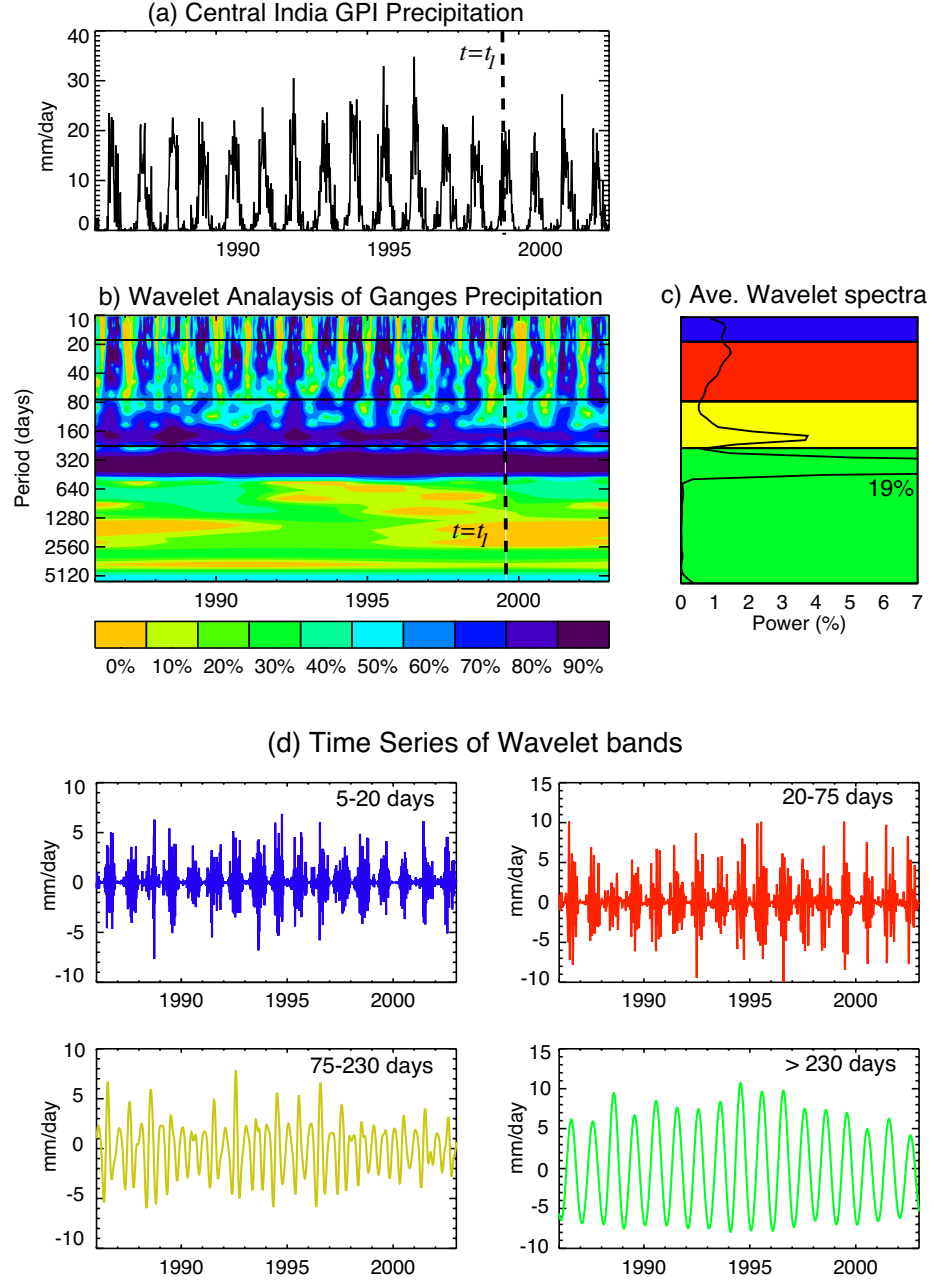 (a) Central India GPI Precipitation
40
30
20
10
0
mm/day
t=t1
1990 1995 2000
b) Wavelet Analaysis of Ganges Precipitation
10
20
40
80
160
320
640
1280
2560
5120
Period (days)
t=t1
1990 1995 2000
0% 10% 20% 30% 40% 50% 60% 70% 80% 90%
c) Ave. Wavelet spectra
19%
0 1 2 3 4 5 6 7
Power (%)
(d) Time Series of Wavelet bands
5-20 days
10
5
0
-5
-10
mm/day
1990 1995 2000
20-75 days
15
10
5
0
-5
-10
mm/day
1990 1995 2000
75-230 days
10
5
0
-5
-10
mm/day
1990 1995 2000
> 230 days
15
10
5
0
-5
-10
mm/day
1990 1995 2000